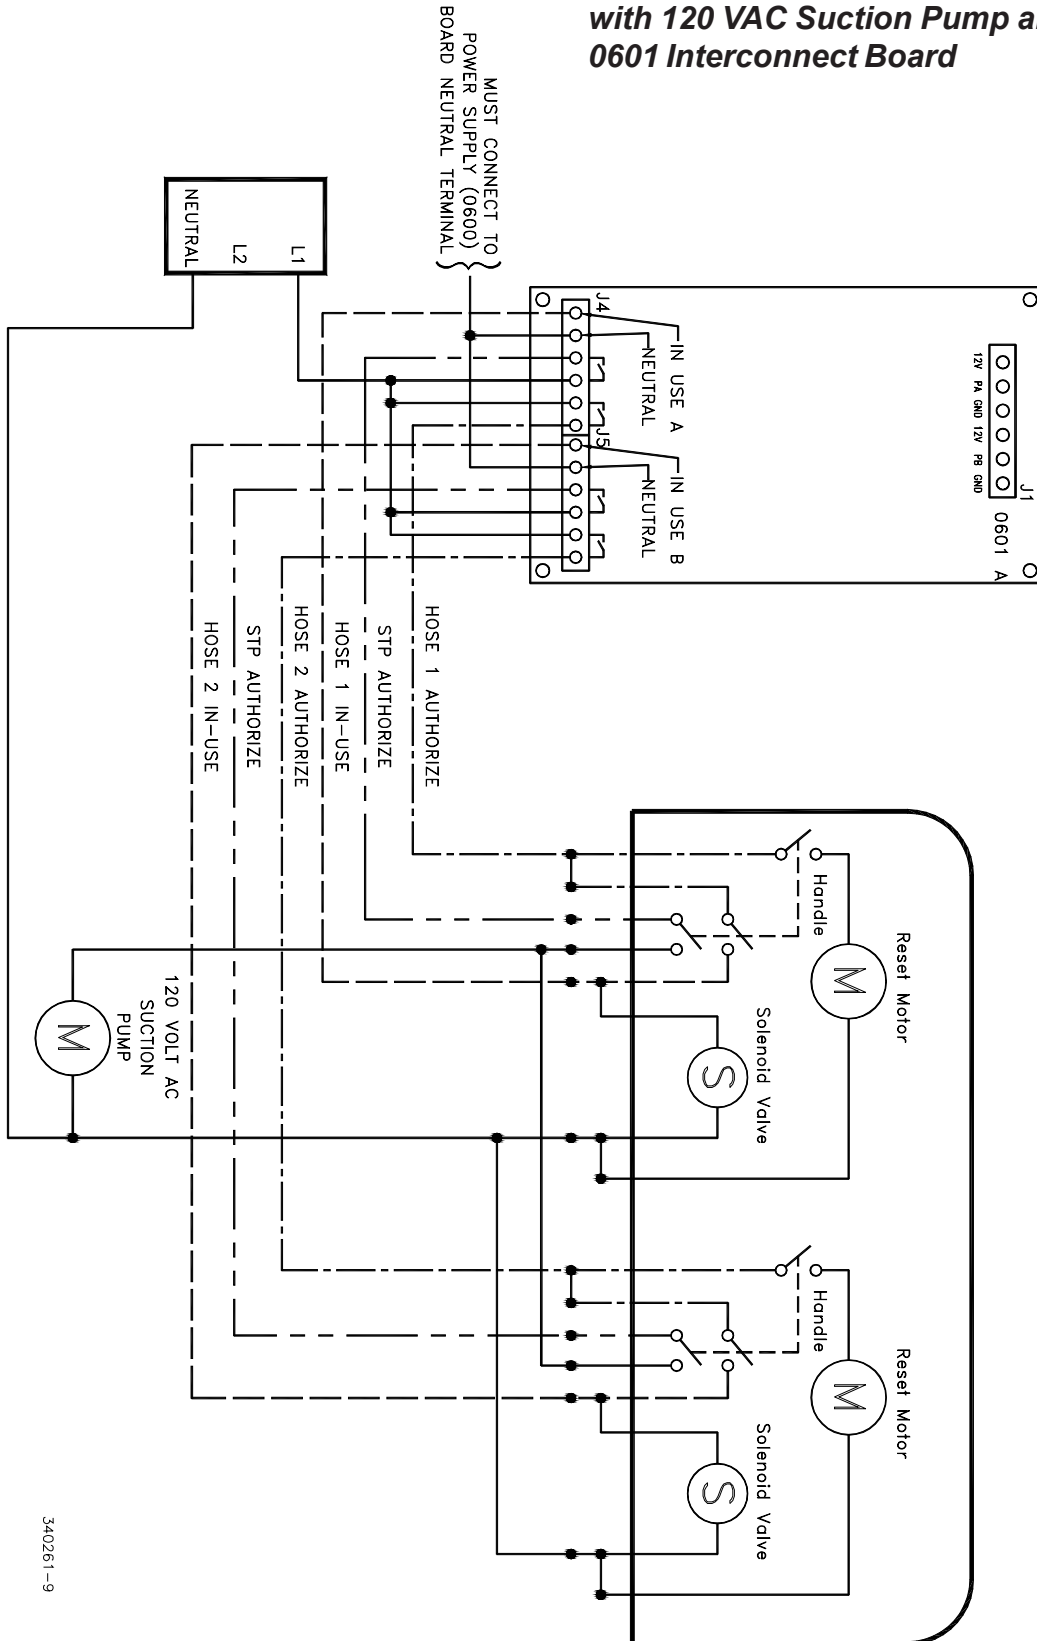 with 120 VAC Suction Pump
0601 Interconnect Board
MUST CONNECT TO
POWER SUPPLY (0600)
BOARD NEUTRAL TERMINAL
L1
L2
NEUTRAL
J1
0601 A
12V PA GND 12V PB GND
J4
IN USE A
NEUTRAL
J5
IN USE B
NEUTRAL
HOSE 1 AUTHORIZE
STP AUTHORIZE
HOSE 1 IN-USE
HOSE 2 AUTHORIZE
STP AUTHORIZE
HOSE 2 IN-USE
Reset Motor
Handle
M
Solenoid Valve
S
120 VOLT AC
SUCTION
PUMP
M
Reset Motor
Handle
M
Solenoid Valve
S
340261-9